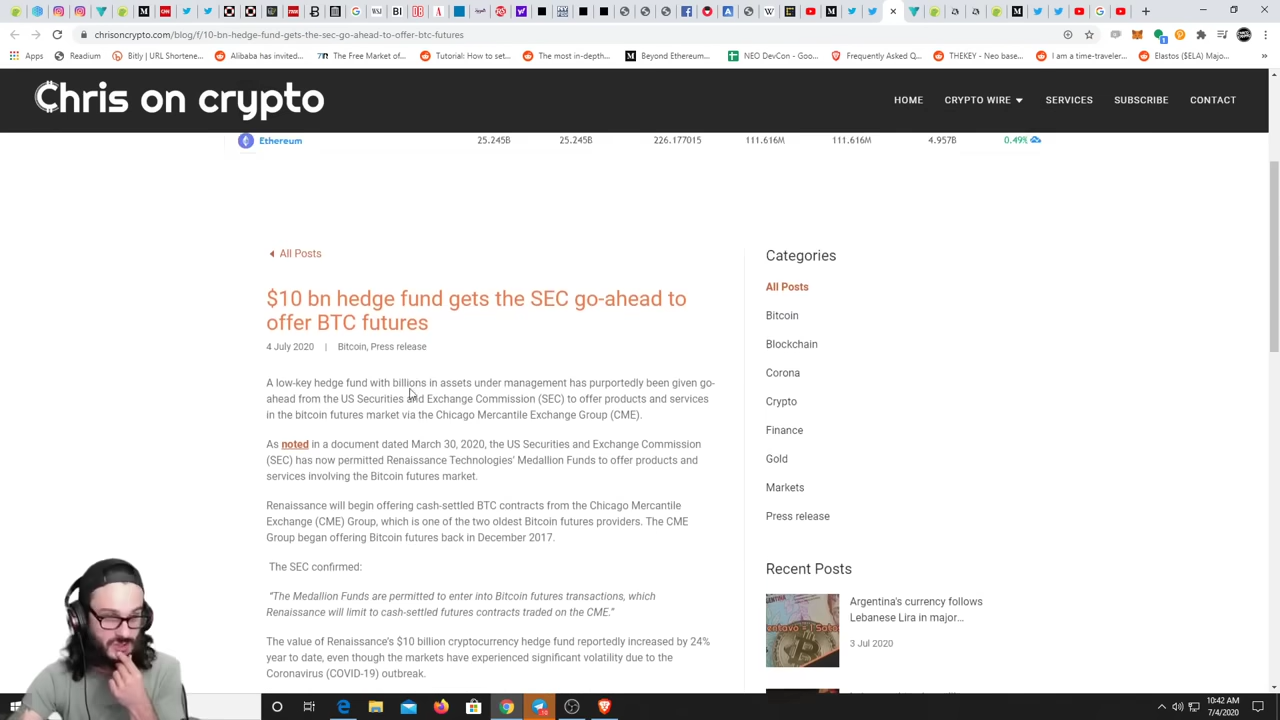 chrisoncrypto.com/blog/f/10-bn-hedge-fund-gets-the-sec-go-ahead-to-offer-btc-futures
Apps
Readium
Bitly | URL Shortene...
Alibaba has invited...
The Free Market of...
Tutorial: How to set...
The most in-depth...
Beyond Ethereum...
NEO DevCon - Goo...
Frequently Asked Q...
THEKEY - Neo base...
I am a time-traveler...
Elastos ($ELA) Majo...
Chris on crypto
HOME
CRYPTO WIRE
SERVICES
SUBSCRIBE
CONTACT
Ethereum 25.245B 25.245B 226.177015 111.616M 111.616M 4.957B 0.49%
All Posts
$10 bn hedge fund gets the SEC go-ahead to
offer BTC futures
4 July 2020 | Bitcoin, Press release
A low-key hedge fund with billions in assets under management has purportedly been given go-
ahead from the US Securities and Exchange Commission (SEC) to offer products and services
in the bitcoin futures market via the Chicago Mercantile Exchange Group (CME).
As noted in a document dated March 30, 2020, the US Securities and Exchange Commission
(SEC) has now permitted Renaissance Technologies' Medallion Funds to offer products and
services involving the Bitcoin futures market.
Renaissance will begin offering cash-settled BTC contracts from the Chicago Mercantile
Exchange (CME) Group, which is one of the two oldest Bitcoin futures providers. The CME
Group began offering Bitcoin futures back in December 2017.
The SEC confirmed:
"The Medallion Funds are permitted to enter into Bitcoin futures transactions, which
Renaissance will limit to cash-settled futures contracts traded on the CME."
The value of Renaissance's $10 billion cryptocurrency hedge fund reportedly increased by 24%
year to date, even though the markets have experienced significant volatility due to the
Coronavirus (COVID-19) outbreak.
Categories
All Posts
Bitcoin
Blockchain
Corona
Crypto
Finance
Gold
Markets
Press release
Recent Posts
Argentina's currency follows
Lebanese Lira in major...
3 Jul 2020
10:42 AM
7/4/2020